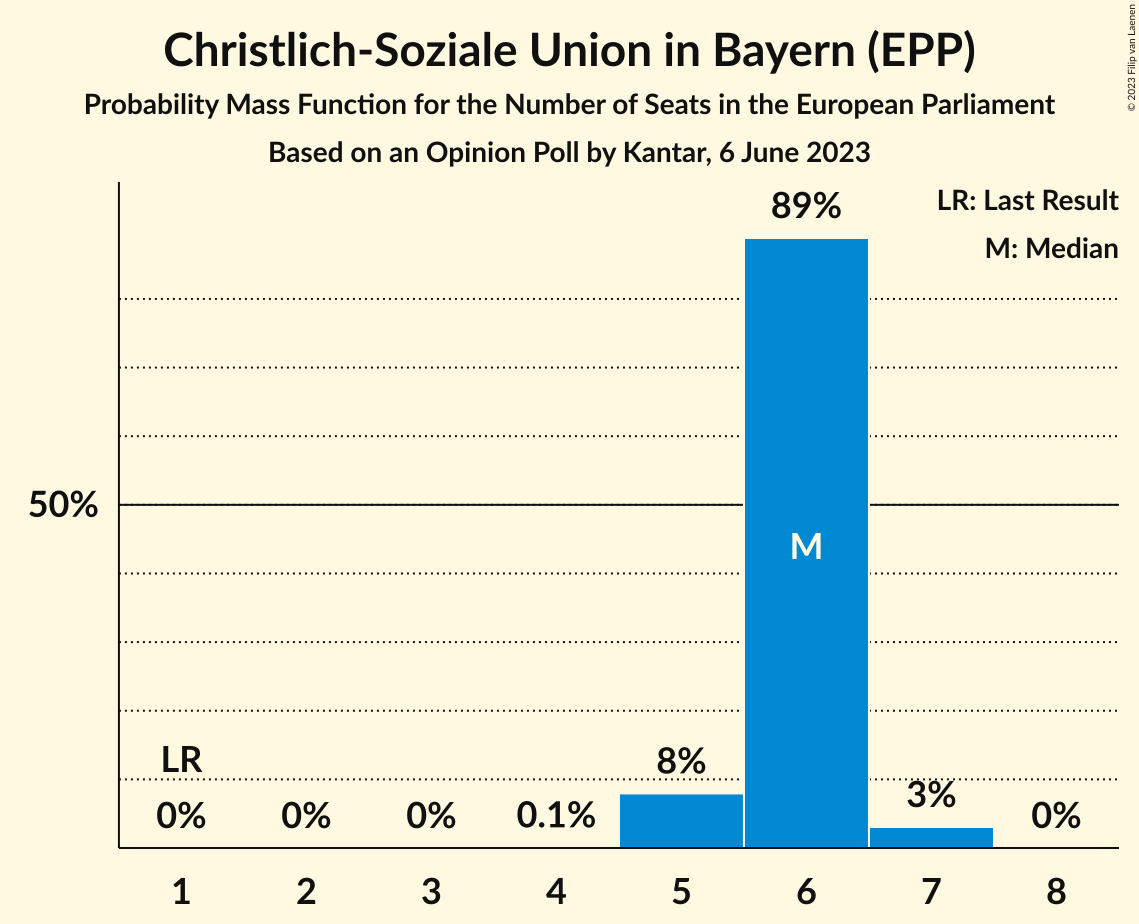 Christlich-Soziale Union in Bayern (EPP)
Probability Mass Function for the Number of Seats in the European Parliament
Based on an Opinion Poll by Kantar, 6 June 2023
© 2023 Filip van Laenen
LR: Last Result
M: Median
89%
50%
M
LR
0%
0%
0%
0.1%
8%
3%
0%
1 2 3 4 5 6 7 8